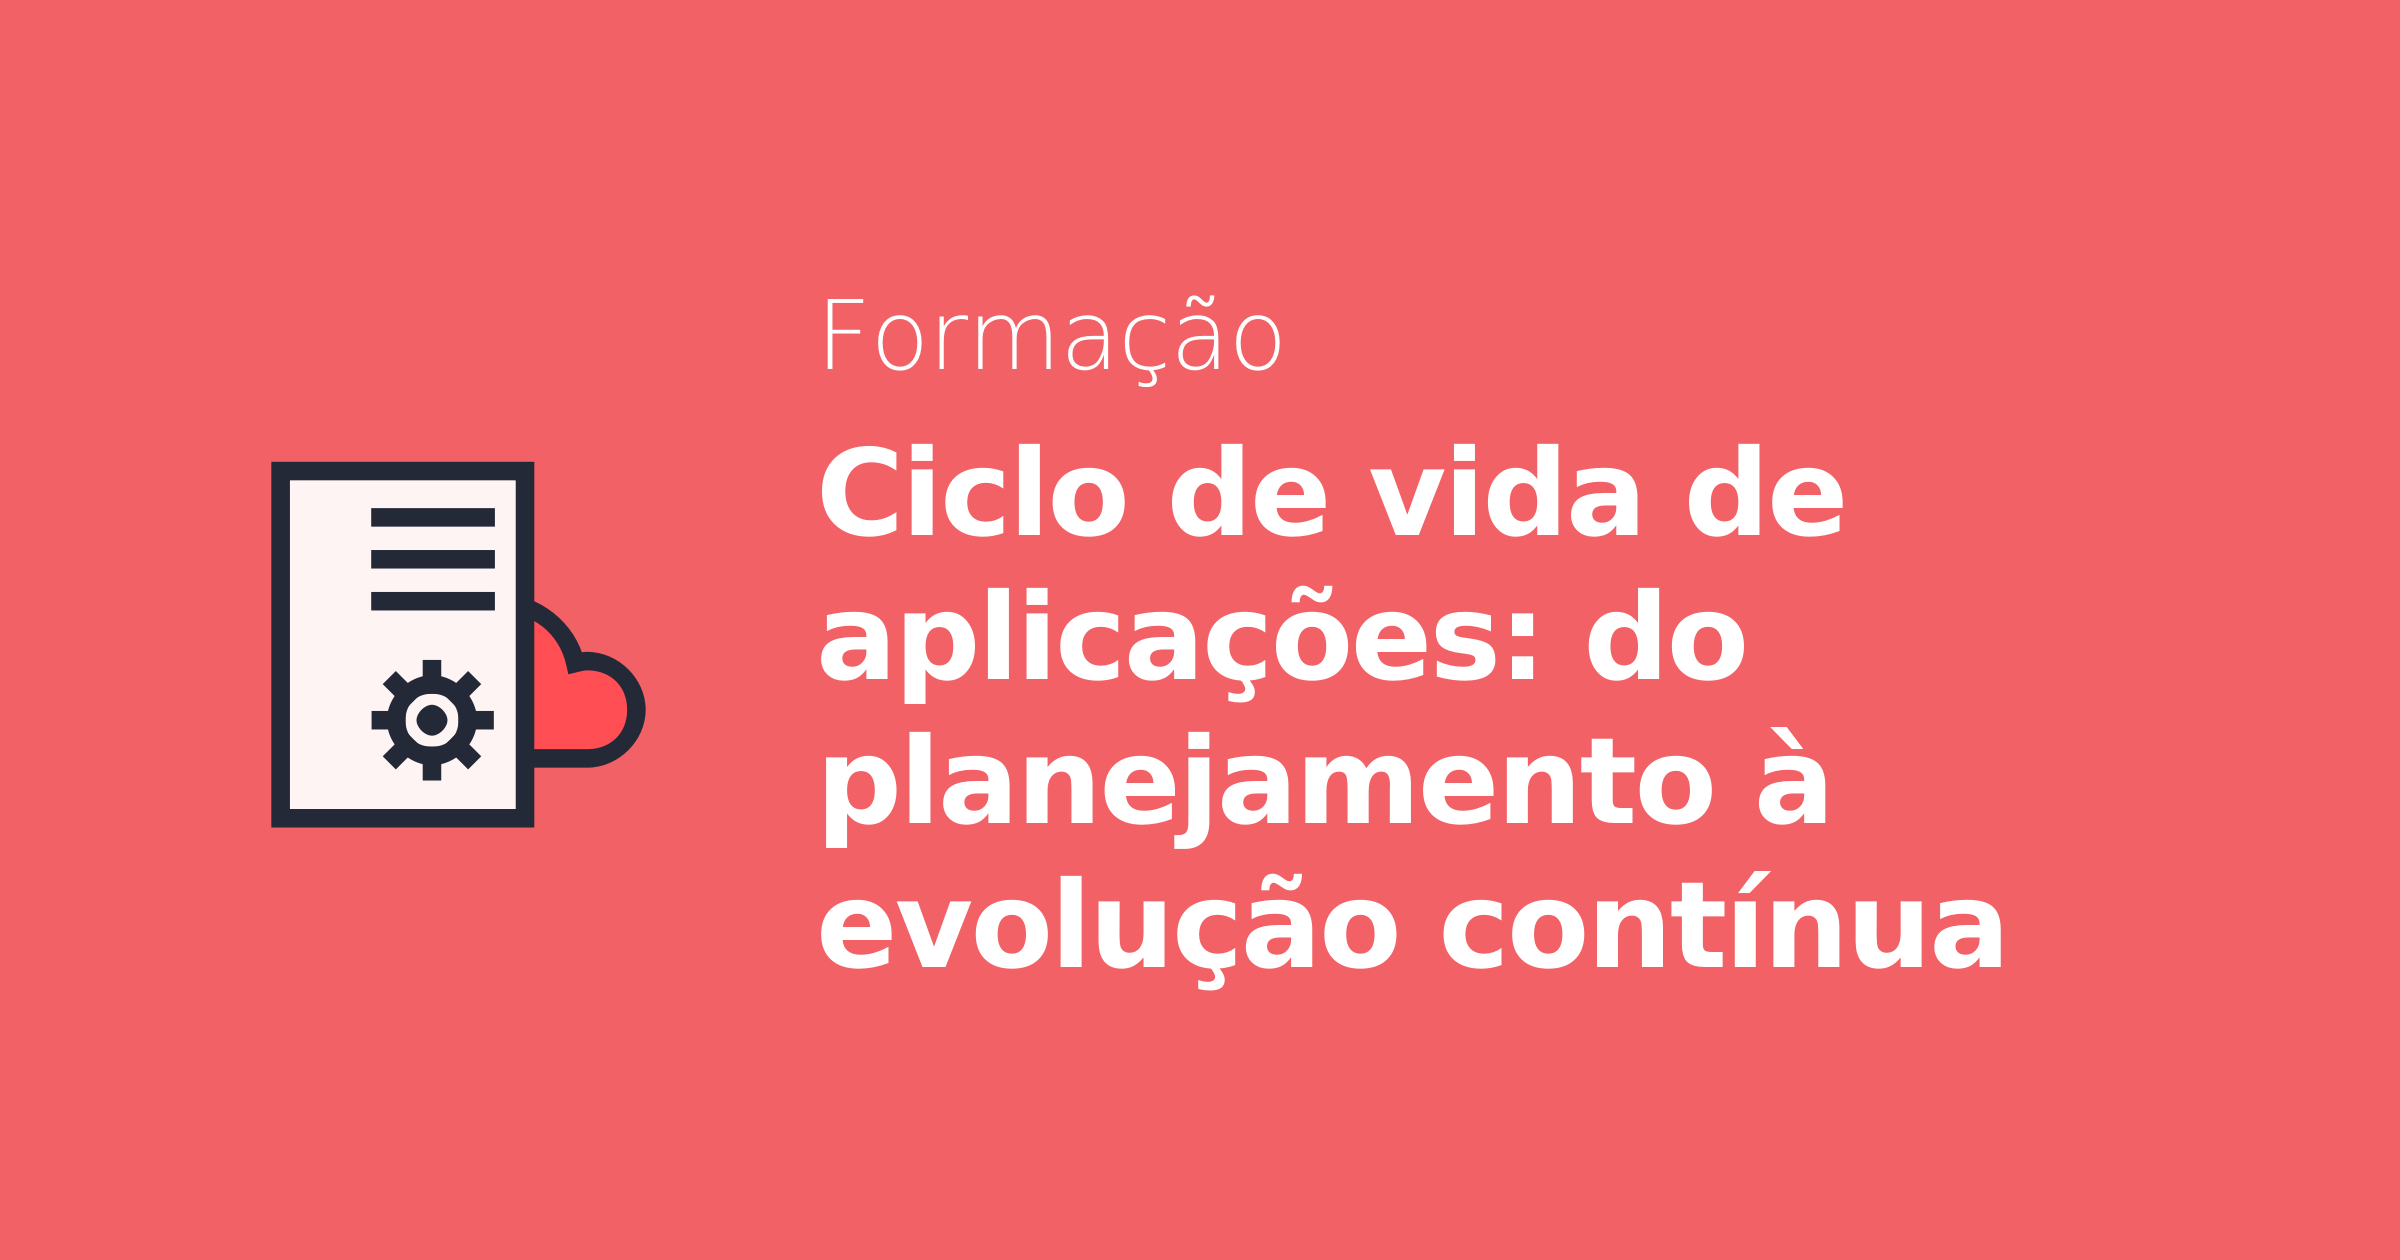 Formação
Ciclo de vida de
aplicações: do
planejamento à
evolução contínua